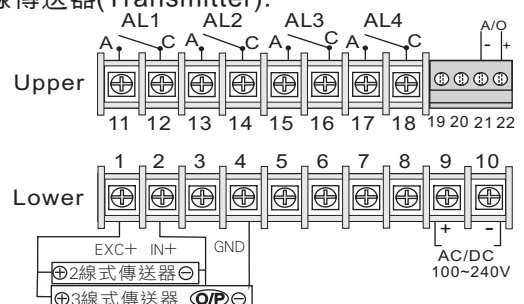 線傳送器(Transmitter).
AL1 AL2 AL3 AL4 A/O
A C A C A C A C - +
Upper
11 12 13 14 15 16 17 18 19 20 21 22
1 2 3 4 5 6 7 8 9 10
Lower
+ -
EXC+ IN+ GND AC/DC
100~240V
⊕2線式傳送器⊖
⊕3線式傳送器 O/P⊖